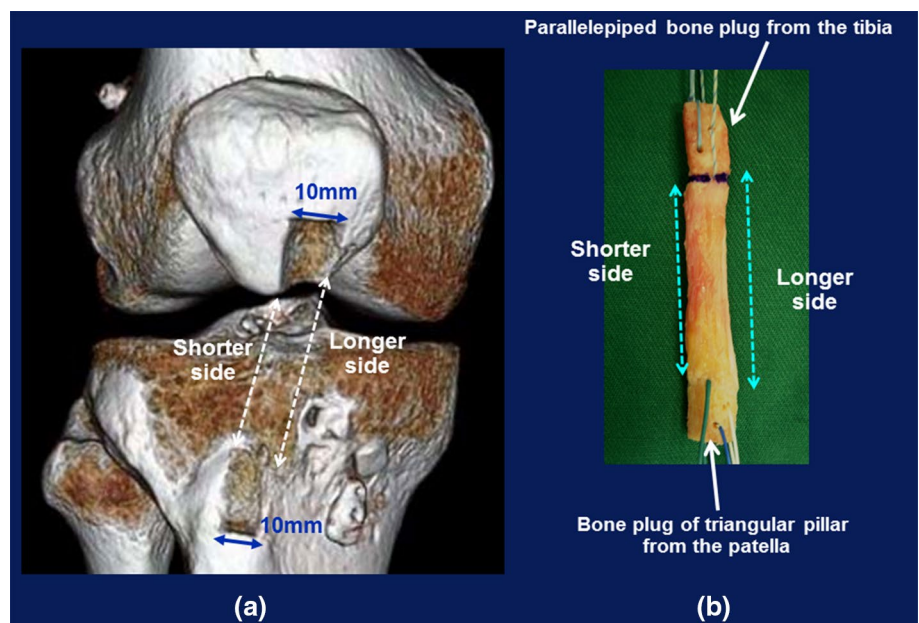 10mm
Shorter
side
Longer
side
10mm
(a)
Parallelepiped bone plug from the tibia
Shorter
side
Longer
side
Bone plug of triangular pillar
from the patella
(b)